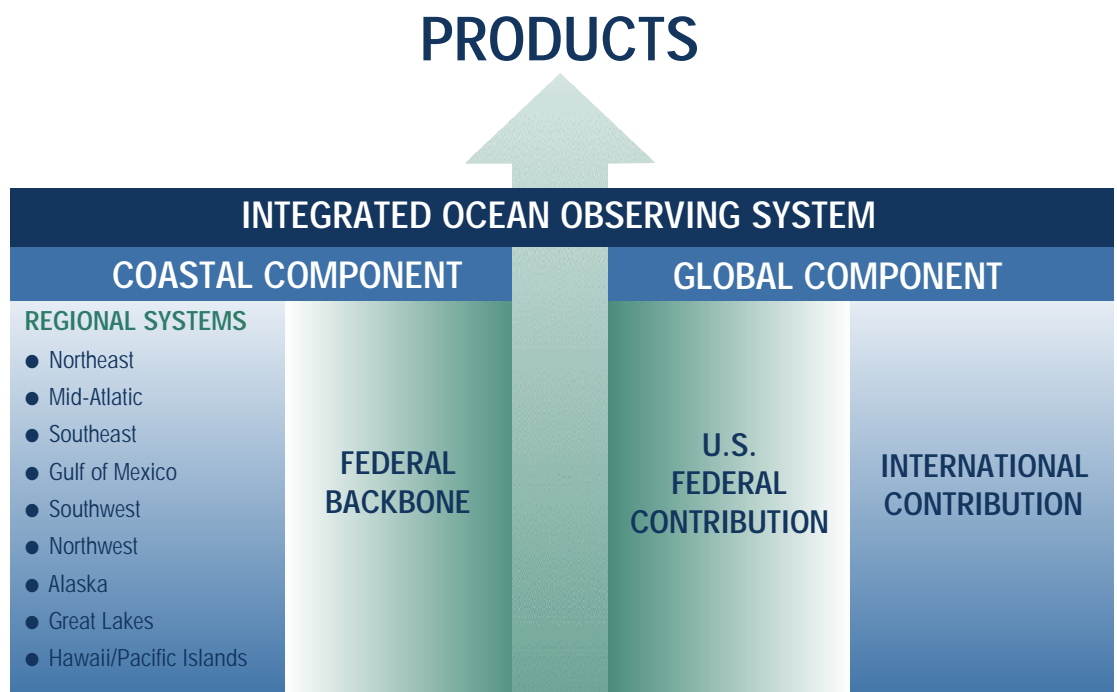 PRODUCTS
INTEGRATED OCEAN OBSERVING SYSTEM
COASTAL COMPONENT
REGIONAL SYSTEMS
● Northeast
● Mid-Atlatic
● Southeast
● Gulf of Mexico
● Southwest
● Northwest
● Alaska
● Great Lakes
● Hawaii/Pacific Islands
FEDERAL
BACKBONE
GLOBAL COMPONENT
U.S.
FEDERAL
CONTRIBUTION
INTERNATIONAL
CONTRIBUTION